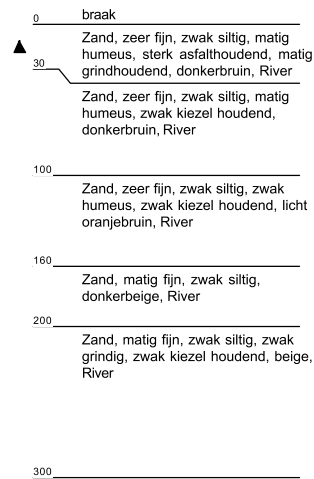 0
braak
Zand, zeer fijn, zwak siltig, matig
humeus, sterk asfalthoudend, matig
30
grindhoudend, donkerbruin, River
Zand, zeer fijn, zwak siltig, matig
humeus, zwak kiezel houdend,
donkerbruin, River
100
Zand, zeer fijn, zwak siltig, zwak
humeus, zwak kiezel houdend, licht
oranjebruin, River
160
Zand, matig fijn, zwak siltig,
donkerbeige, River
200
Zand, matig fijn, zwak siltig, zwak
grindig, zwak kiezel houdend, beige,
River
300